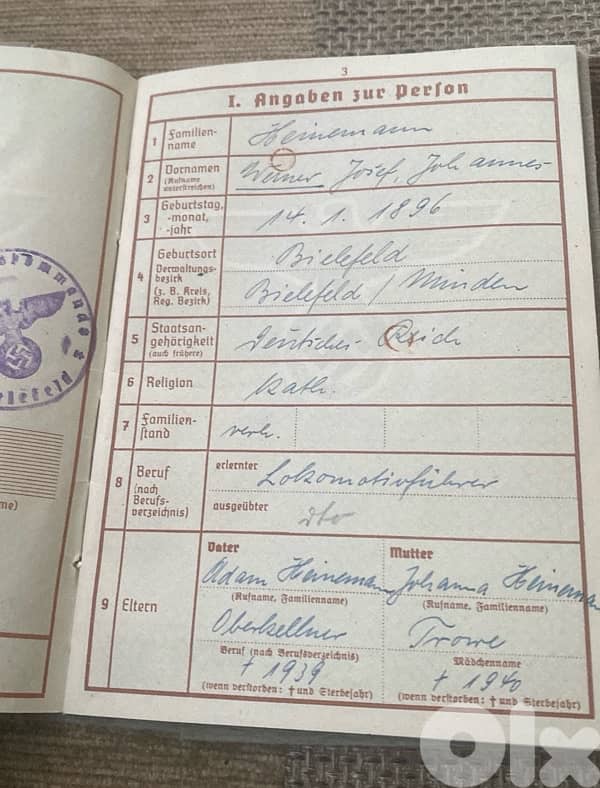 3
I. Angaben zur Person
1 Familien-
name
Heinemann
2 Vornamen
(Rufname
unterstreichen)
Werner Josef, Johannes
3 Geburtstag,
-monat,
-jahr
14. 1. 1896
4 Geburtsort
Verwaltungs-
bezirk
(z. B. Kreis,
Reg. Bezirk)
Bielefeld
Bielefeld / Minden
5 Staatsan-
gehörigkeit
(auch frühere)
Deutsches Reich
6 Religion
Kath.
7 Familien-
stand
verh.
8 Beruf
(nach
Berufs-
verzeichnis)
erlernter
Lokomotivführer
ausgeübter
dto
9 Eltern
Vater
Adam Heinemann
(Rufname, Familienname)
Oberkellner
Beruf (nach Berufsverzeichnis)
† 1939
(wenn verstorben: † und Sterbejahr)
Mutter
Johanna Heinemann
(Rufname, Familienname)
Trowe
Mädchenname
† 1940
(wenn verstorben: † und Sterbejahr)
me)
olx